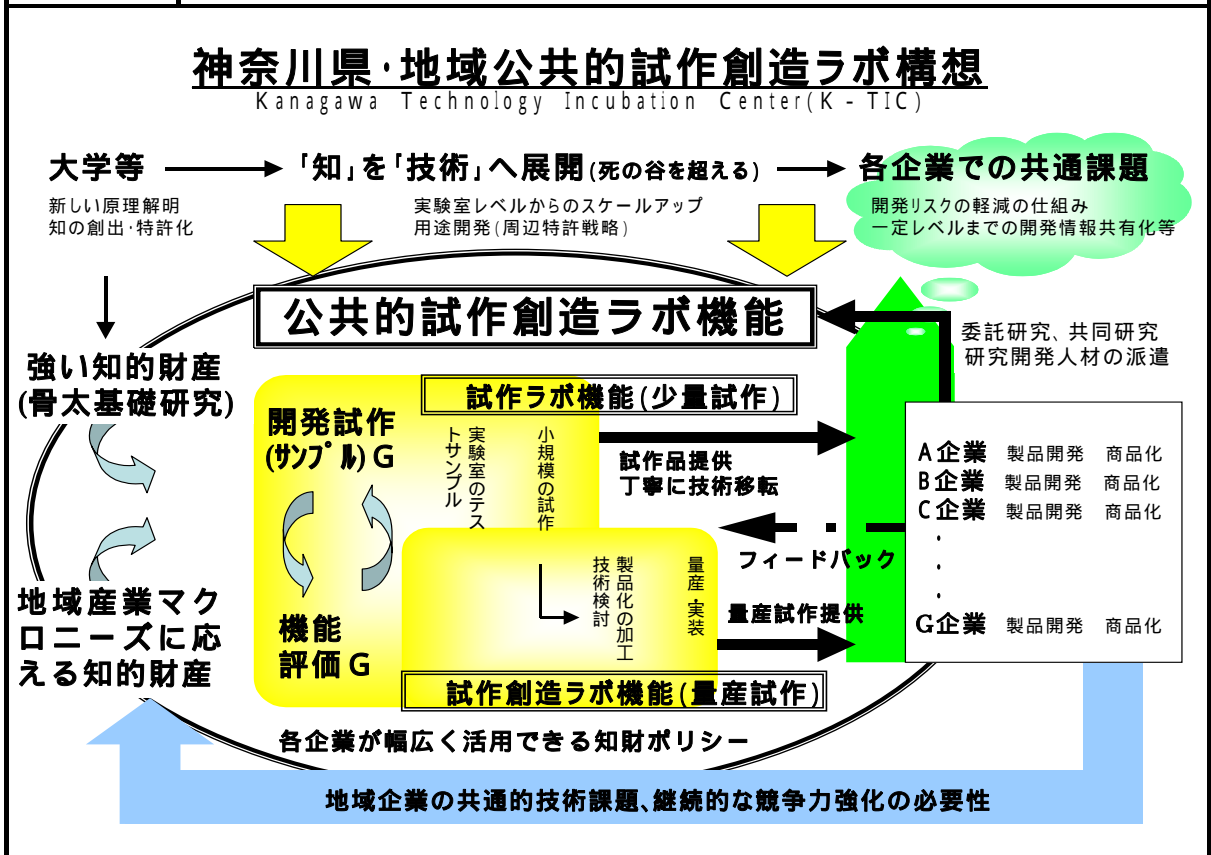 神奈川県・地域公共的試作創造ラボ構想
Kanagawa Technology Incubation Center(K-TIC)
大学等
「知」を「技術」へ展開(死の谷を超える)
各企業での共通課題
新しい原理解明
知の創出・特許化
実験室レベルからのスケールアップ
用途開発(周辺特許戦略)
開発リスクの軽減の仕組み
一定レベルまでの開発情報共有化等
公共的試作創造ラボ機能
委託研究、共同研究
研究開発人材の派遣
強い知的財産
(骨太基礎研究)
試作ラボ機能(少量試作)
開発試作
(サンプル)G
実験室のテス
トサンプル
小規模の試作
試作品提供
丁寧に技術移転
A企業 製品開発 商品化
B企業 製品開発 商品化
C企業 製品開発 商品化
・
・
・
G企業 製品開発 商品化
フィードバック
地域産業マク
ロニーズに応
える知的財産
機能
評価G
製品化の加工
技術検討
量産・実装
量産試作提供
試作創造ラボ機能(量産試作)
各企業が幅広く活用できる知財ポリシー
地域企業の共通的技術課題、継続的な競争力強化の必要性